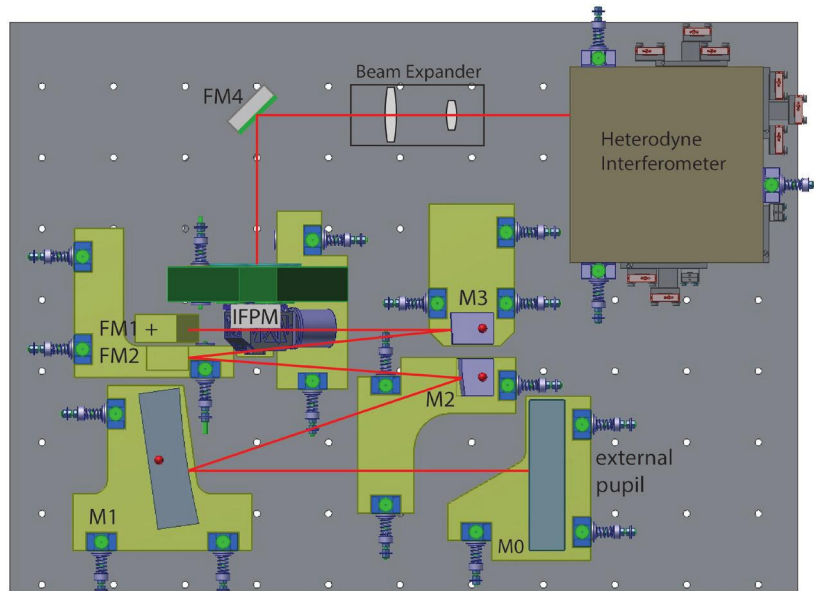 Beam Expander
FM4
Heterodyne
Interferometer
M3
IFPM
FM1 +
FM2
M2
external
pupil
M1
M0